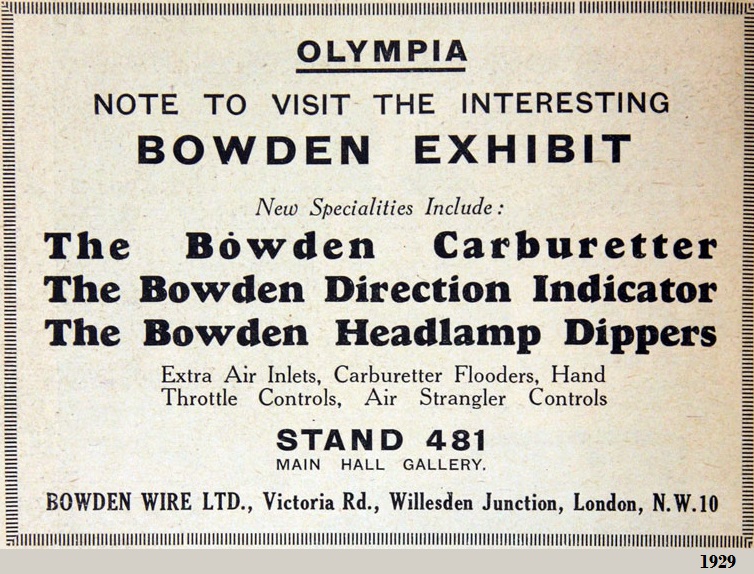 OLYMPIA
NOTE TO VISIT THE INTERESTING
BOWDEN EXHIBIT
New Specialities Include:
The Bowden Carburetter
The Bowden Direction Indicator
The Bowden Headlamp Dippers
Extra Air Inlets, Carburetter Flooders, Hand
Throttle Controls, Air Strangler Controls
STAND 481
MAIN HALL GALLERY.
BOWDEN WIRE LTD., Victoria Rd., Willesden Junction, London, N.W.10
1929